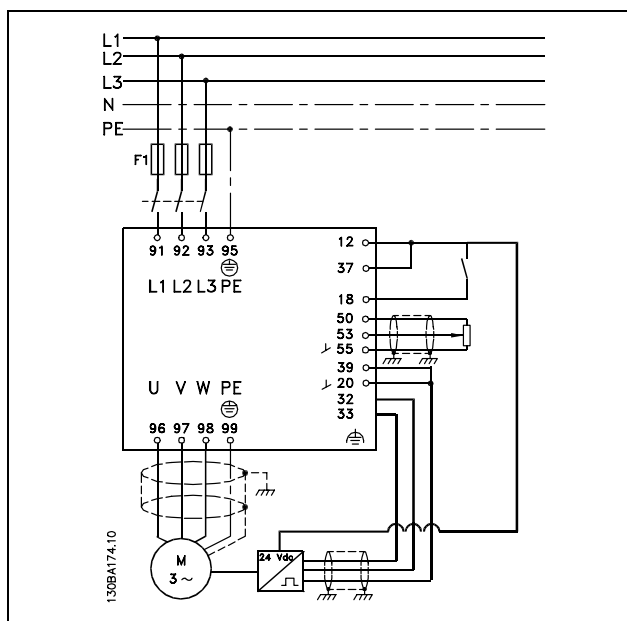 L1
L2
L3
N
PE
F1
91 92 93 95
L1 L2 L3 PE
12
37
18
50
53
55
39
20
32
33
U V W PE
96 97 98 99
M
3 ~
24 Vdc
130BA174.10